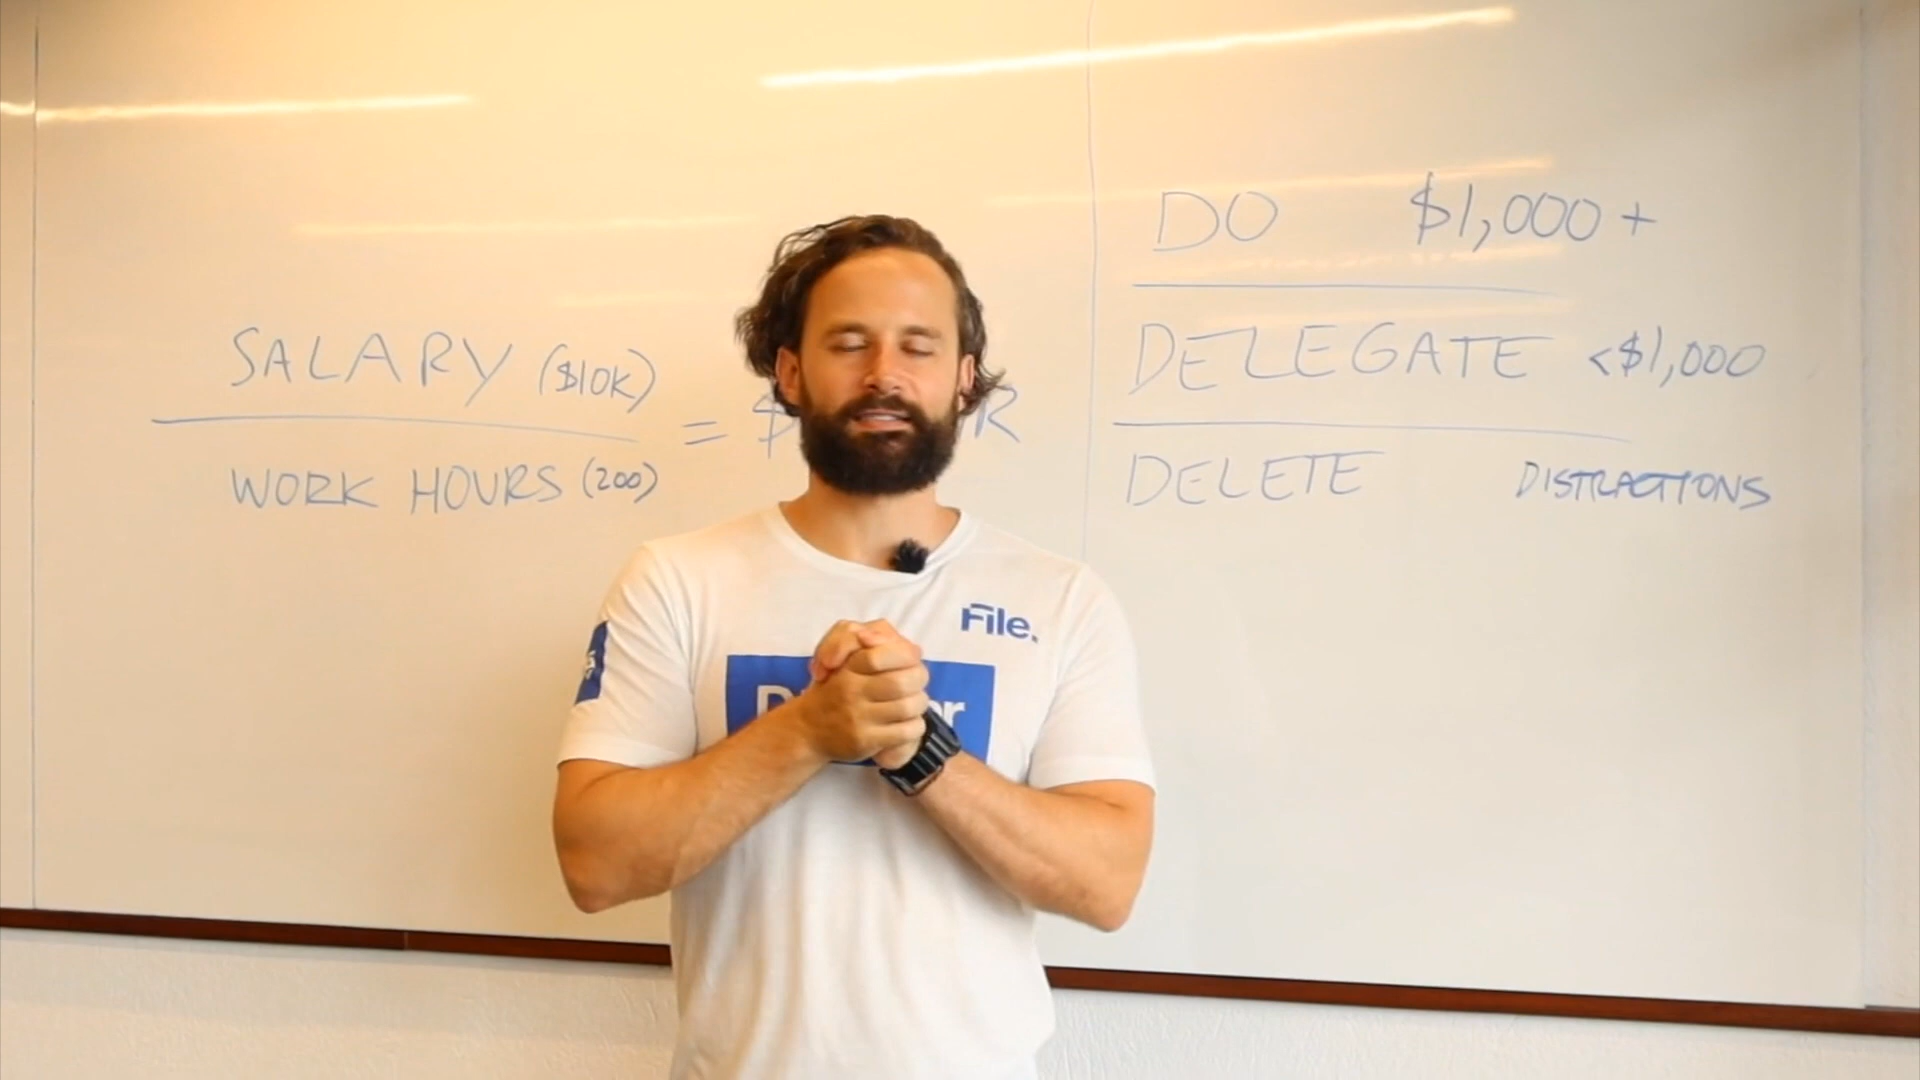 SALARY ($10K)
WORK HOURS (200)
= $
R
DO $1,000+
DELEGATE <$1,000
DELETE DISTRACTIONS
File.